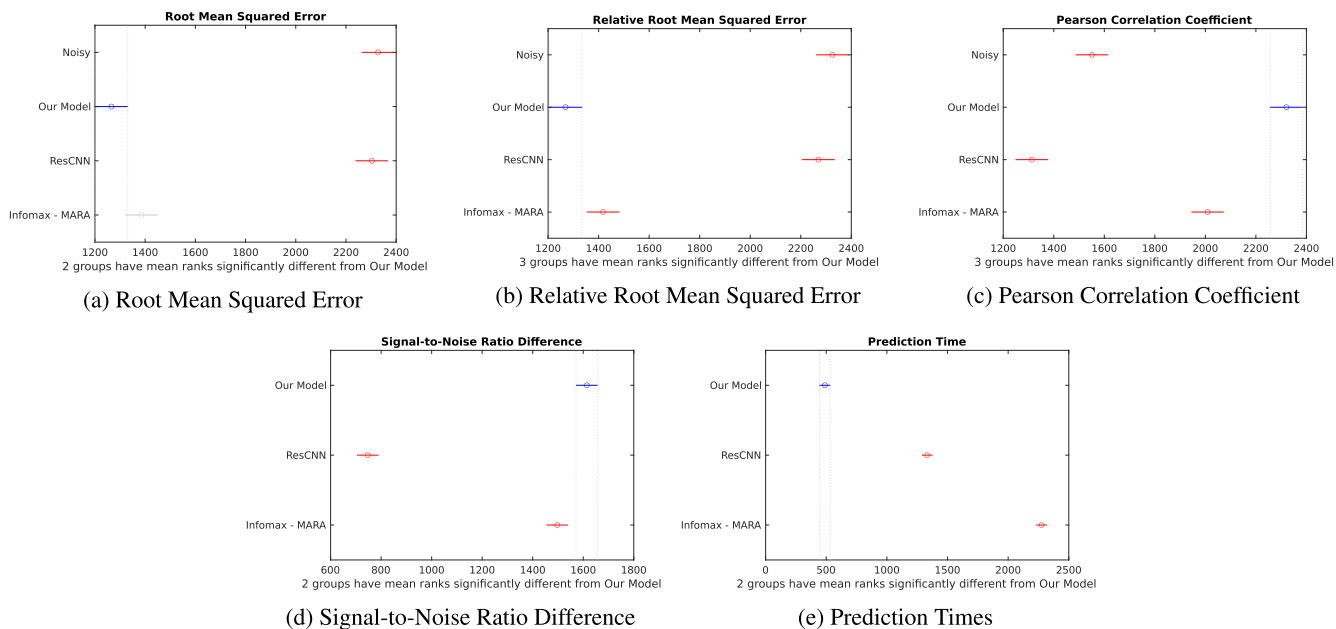 Root Mean Squared Error
Noisy
Our Model
ResCNN
Infomax - MARA
1200 1400 1600 1800 2000 2200 2400
2 groups have mean ranks significantly different from Our Model
(a) Root Mean Squared Error
Relative Root Mean Squared Error
Noisy
Our Model
ResCNN
Infomax - MARA
1200 1400 1600 1800 2000 2200 2400
3 groups have mean ranks significantly different from Our Model
(b) Relative Root Mean Squared Error
Pearson Correlation Coefficient
Noisy
Our Model
ResCNN
Infomax - MARA
1200 1400 1600 1800 2000 2200 2400
3 groups have mean ranks significantly different from Our Model
(c) Pearson Correlation Coefficient
Signal-to-Noise Ratio Difference
Our Model
ResCNN
Infomax - MARA
600 800 1000 1200 1400 1600 1800
2 groups have mean ranks significantly different from Our Model
(d) Signal-to-Noise Ratio Difference
Prediction Time
Our Model
ResCNN
Infomax - MARA
0 500 1000 1500 2000 2500
2 groups have mean ranks significantly different from Our Model
(e) Prediction Times